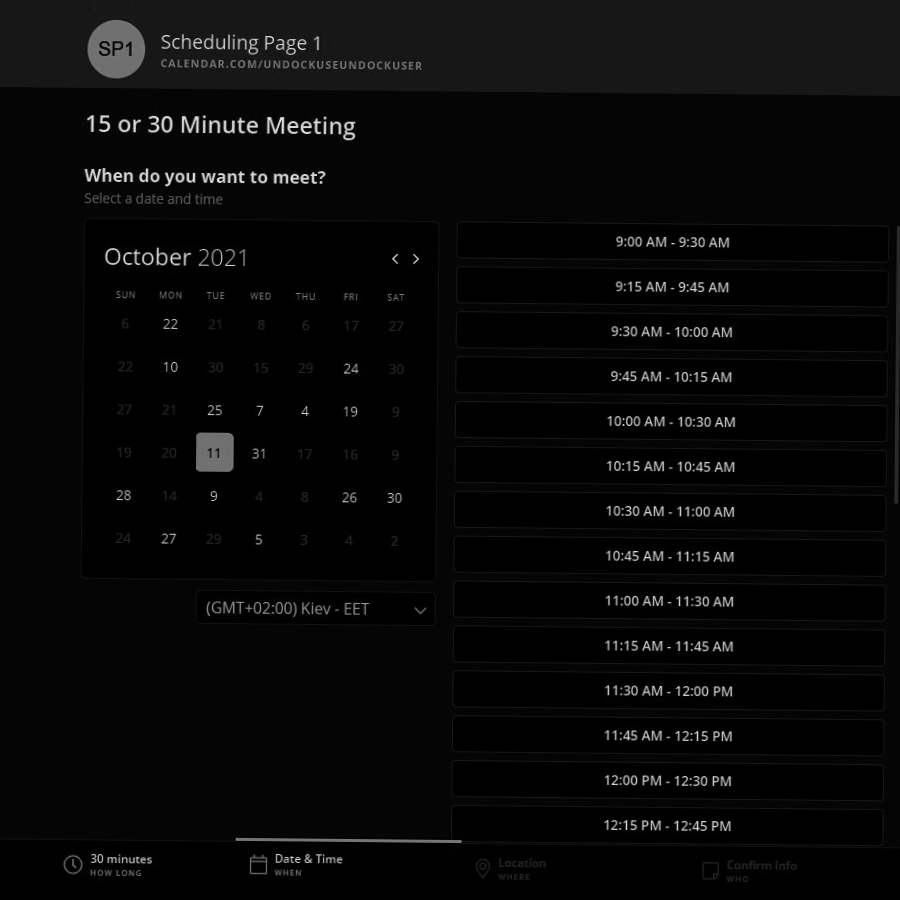 SP1
Scheduling Page 1
CALENDAR.COM/UNDOCKUSEUNDOCKUSER
15 or 30 Minute Meeting
When do you want to meet?
Select a date and time
October 2021
SUN MON TUE WED THU FRI SAT
6 22 21 8 6 17 27
22 10 30 15 29 24 30
27 21 25 7 4 19 9
19 20 11 31 17 16 9
28 14 9 4 8 26 30
24 27 29 5 3 4 2
(GMT+02:00) Kiev - EET
9:00 AM - 9:30 AM
9:15 AM - 9:45 AM
9:30 AM - 10:00 AM
9:45 AM - 10:15 AM
10:00 AM - 10:30 AM
10:15 AM - 10:45 AM
10:30 AM - 11:00 AM
10:45 AM - 11:15 AM
11:00 AM - 11:30 AM
11:15 AM - 11:45 AM
11:30 AM - 12:00 PM
11:45 AM - 12:15 PM
12:00 PM - 12:30 PM
12:15 PM - 12:45 PM
30 minutes
HOW LONG
Date & Time
WHEN
Location
WHERE
Confirm Info
WHO